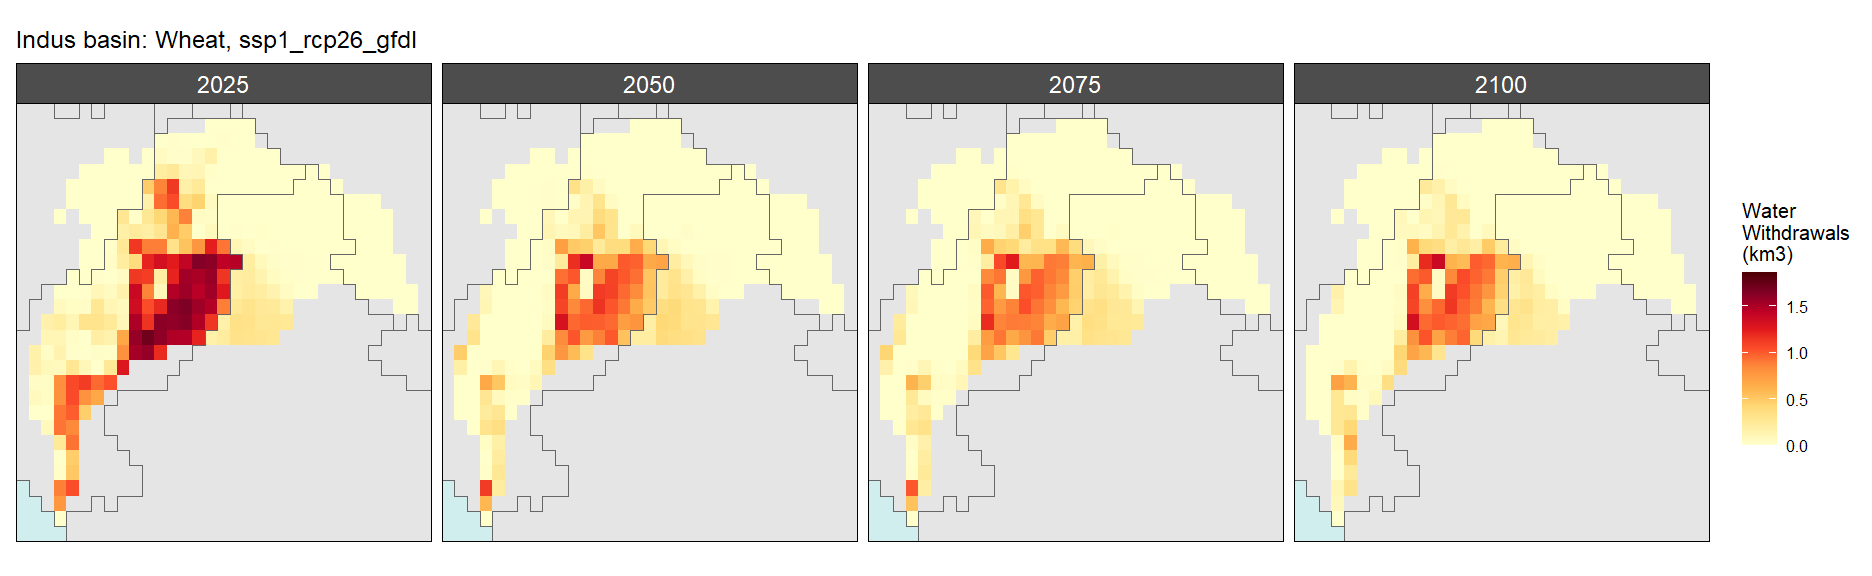 Indus basin: Wheat, ssp1_rcp26_gfdl
2025
2050
2075
2100
Water
Withdrawals
(km3)
1.5
1.0
0.5
0.0